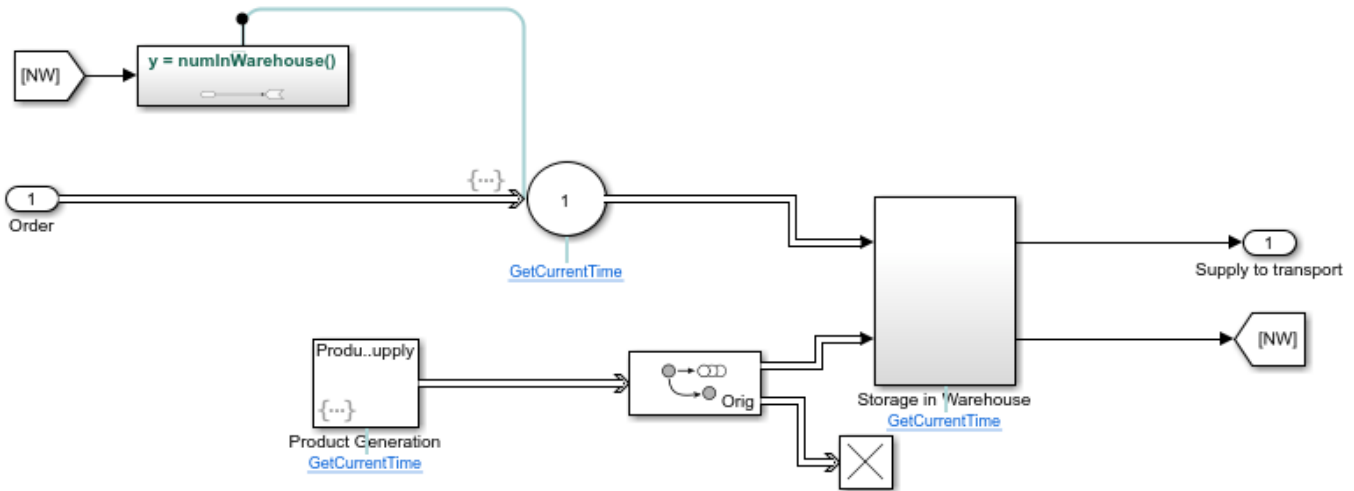 y = numInWarehouse()
[NW]
{...}
1
1
Order
GetCurrentTime
1
Supply to transport
[NW]
Produ..upply
{...}
Product Generation
GetCurrentTime
Orig
Storage in Warehouse
GetCurrentTime